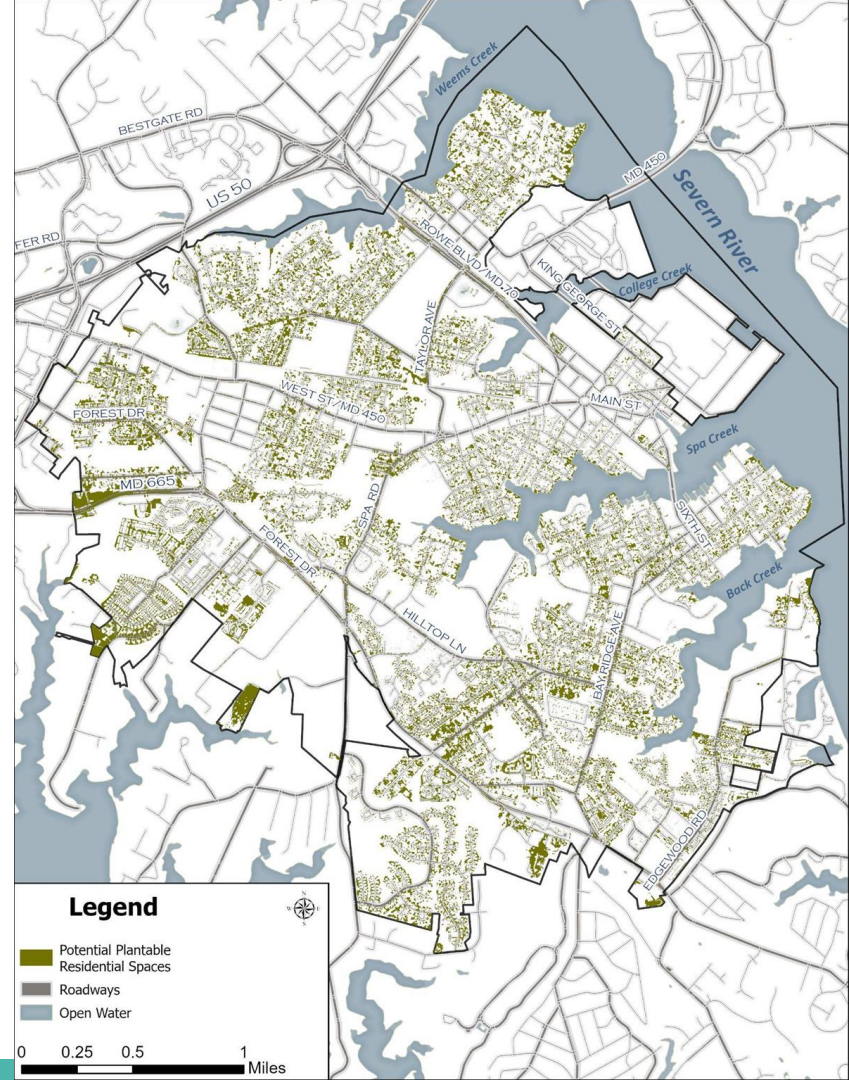 Weems Creek
BESTGATE RD
US 50
MD 450
Severn River
FER RD
ROWE BLVD/MD 70
KING GEORGE ST
College Creek
TAYLOR AVE
WEST ST/MD 450
MAIN ST
FOREST DR
Spa Creek
MD 665
SPA RD
SIXTH ST
FOREST DR
Back Creek
HILLTOP LN
BAY RIDGE AVE
EDGEWOOD RD
Legend
N
W E
S
Potential Plantable
Residential Spaces
Roadways
Open Water
0 0.25 0.5 1
Miles